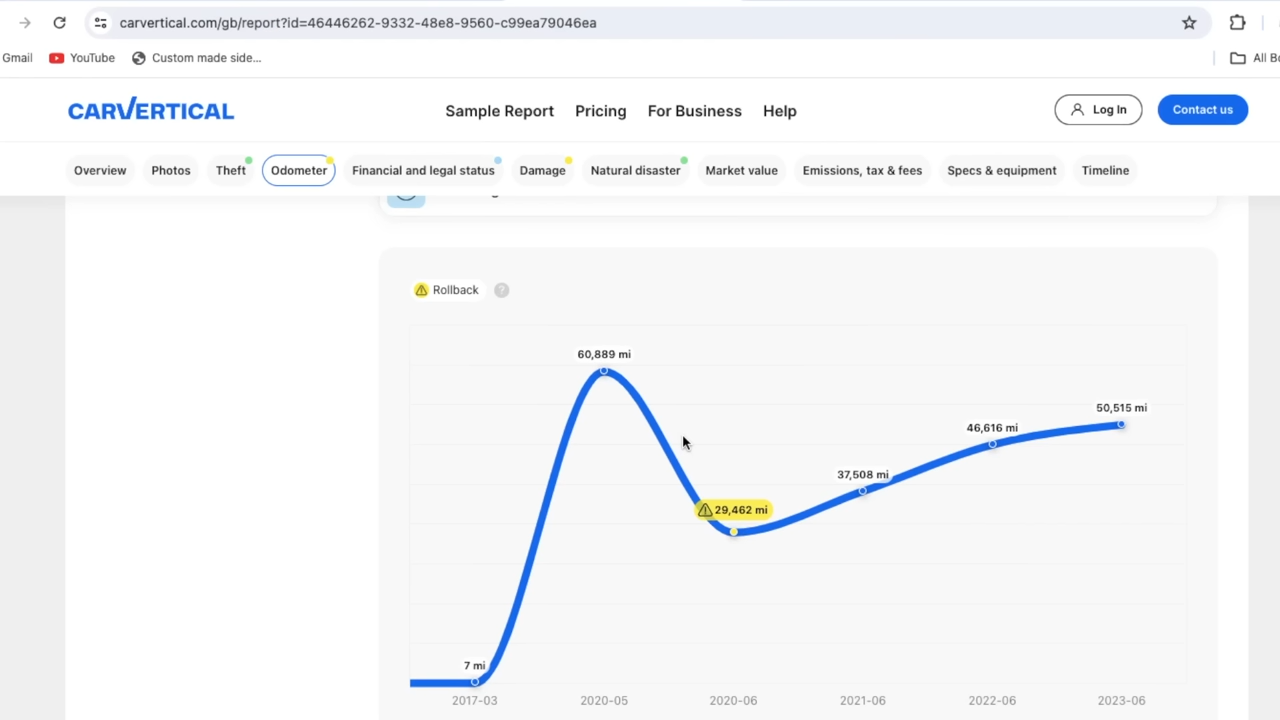 carvertical.com/gb/report?id=46446262-9332-48e8-9560-c99ea79046ea
Gmail YouTube Custom made side... All Bo
CARVERTICAL Sample Report Pricing For Business Help Log In Contact us
Overview Photos Theft Odometer Financial and legal status Damage Natural disaster Market value Emissions, tax & fees Specs & equipment Timeline
Rollback ?
60,889 mi
50,515 mi
46,616 mi
37,508 mi
29,462 mi
7 mi
2017-03 2020-05 2020-06 2021-06 2022-06 2023-06